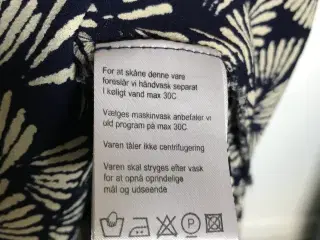 For at skåne denne vare
foreslår vi håndvask separat
I køligt vand max 30C
Vælges maskinvask anbefaler vi
uld program på max 30C
Varen tåler ikke centrifugering
Varen skal stryges efter vask
for at opnå oprindelige
mål og udseende